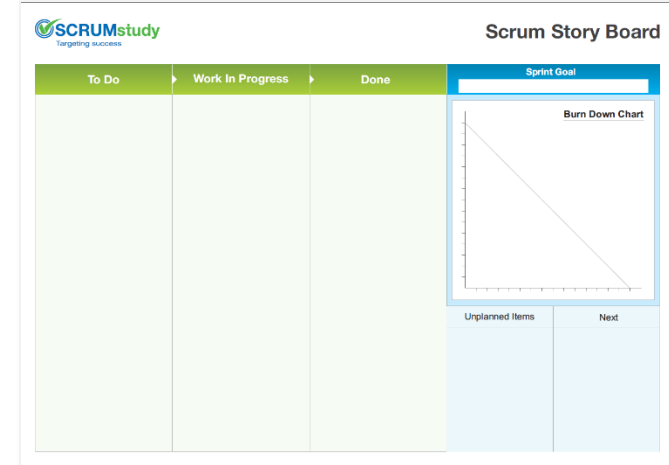 SCRUMstudy
Targeting success
Scrum Story Board
To Do
Work In Progress
Done
Sprint Goal
Burn Down Chart
Unplanned Items
Next